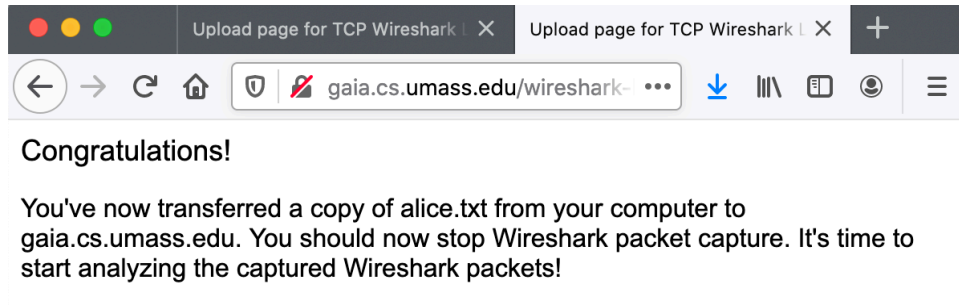 Upload page for TCP Wireshark L
Upload page for TCP Wireshark L
gaia.cs.umass.edu/wireshark-
Congratulations!
You've now transferred a copy of alice.txt from your computer to
gaia.cs.umass.edu. You should now stop Wireshark packet capture. It's time to
start analyzing the captured Wireshark packets!